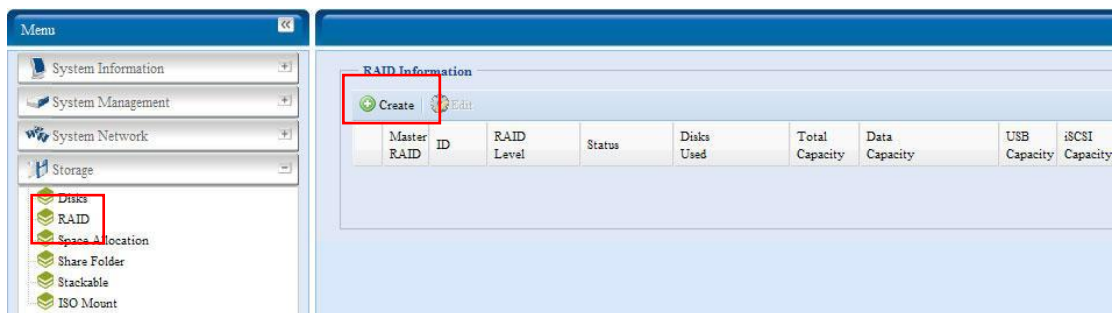 Menu
System Information
System Management
System Network
Storage
Disks
RAID
Space Allocation
Share Folder
Stackable
ISO Mount
RAID Information
Create Edit
Master RAID ID RAID Level Status Disks Used Total Capacity Data Capacity USB Capacity iSCSI Capacity